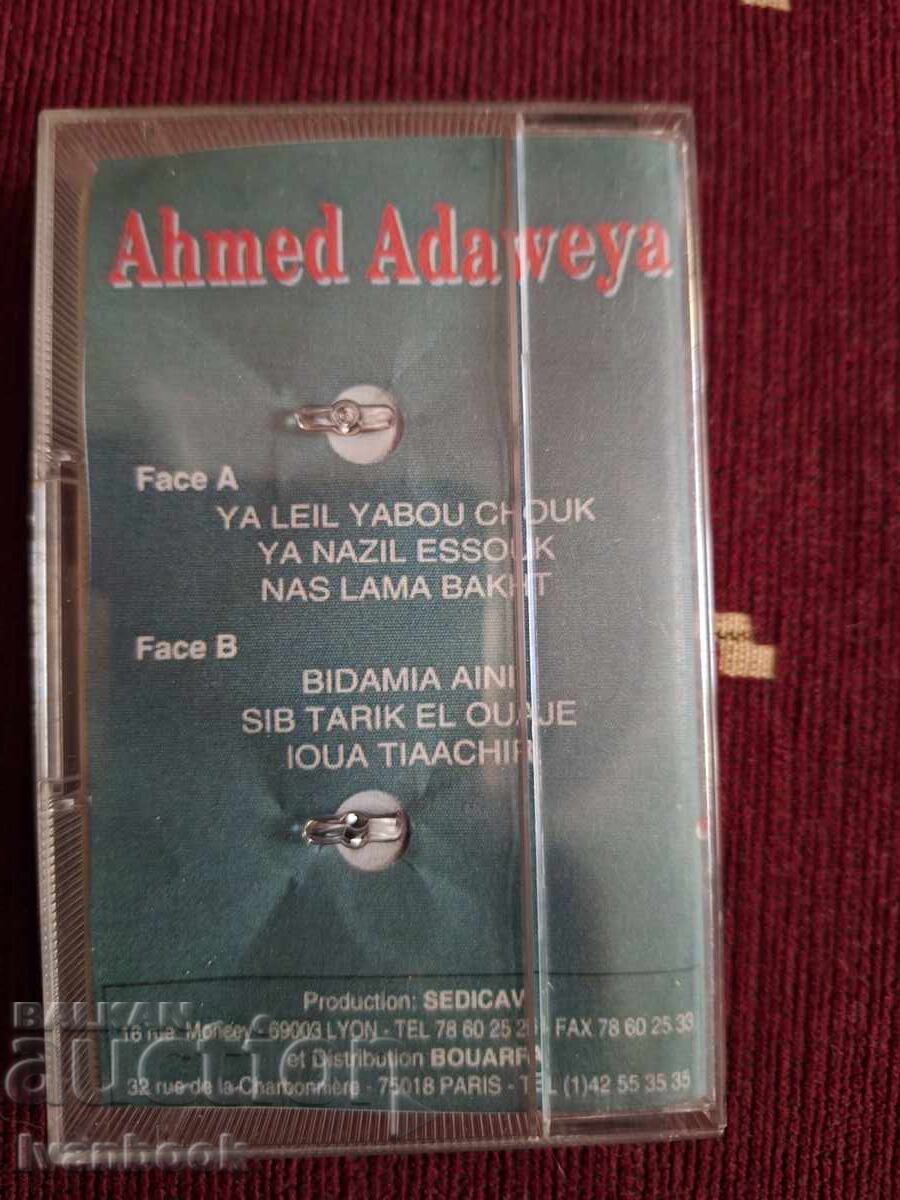 Ahmed Adaweya
Face A
YA LEIL YABOU CHOUK
YA NAZIL ESSOUK
NAS LAMA BAKHT
Face B
BIDAMIA AINI
SIB TARIK EL OUAJE
IOUA TIAACHIR
Production: SEDICAV
16 rue Moncey - 69003 LYON - TEL 78 60 25 26 FAX 78 60 25 33
et Distribution BOUARFA
32 rue de la Charbonnière - 75018 PARIS - TEL (1)42 55 35 35
BALKAN
auction
Ivanbook